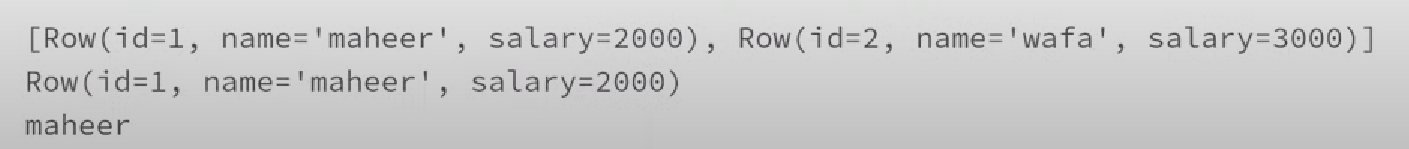 [Row(id=1, name='maheer', salary=2000), Row(id=2, name='wafa', salary=3000)]
Row(id=1, name='maheer', salary=2000)
maheer